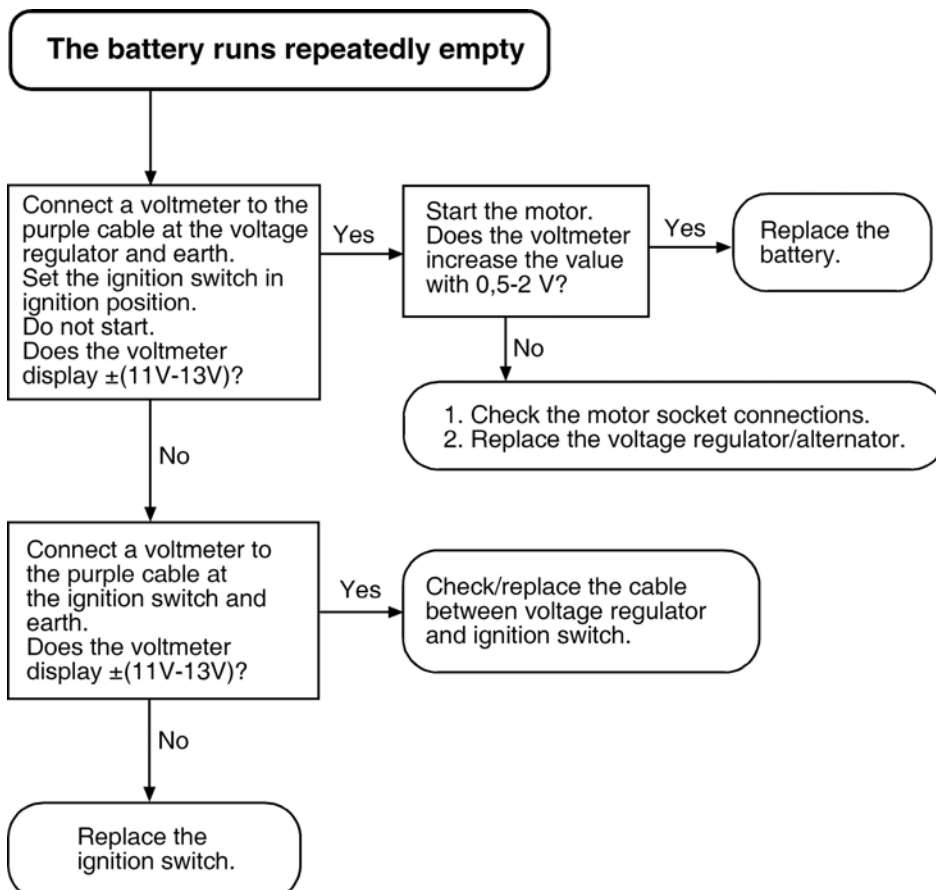 The battery runs repeatedly empty
Connect a voltmeter to the
purple cable at the voltage
regulator and earth.
Set the ignition switch in
ignition position.
Do not start.
Does the voltmeter
display ±(11V-13V)?
Yes
Start the motor.
Does the voltmeter
increase the value
with 0,5-2 V?
Yes
Replace the
battery.
No
1. Check the motor socket connections.
2. Replace the voltage regulator/alternator.
No
Connect a voltmeter to
the purple cable at
the ignition switch and
earth.
Does the voltmeter
display ±(11V-13V)?
Yes
Check/replace the cable
between voltage regulator
and ignition switch.
No
Replace the
ignition switch.